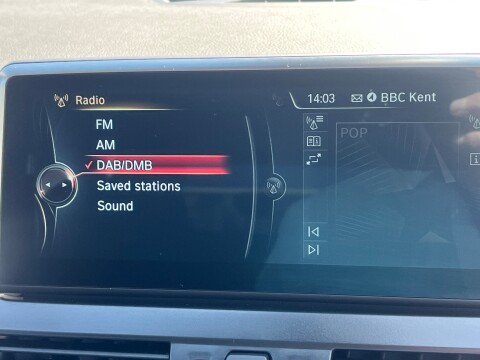 Radio
14:03 BBC Kent
FM
AM
DAB/DMB
Saved stations
Sound
POP